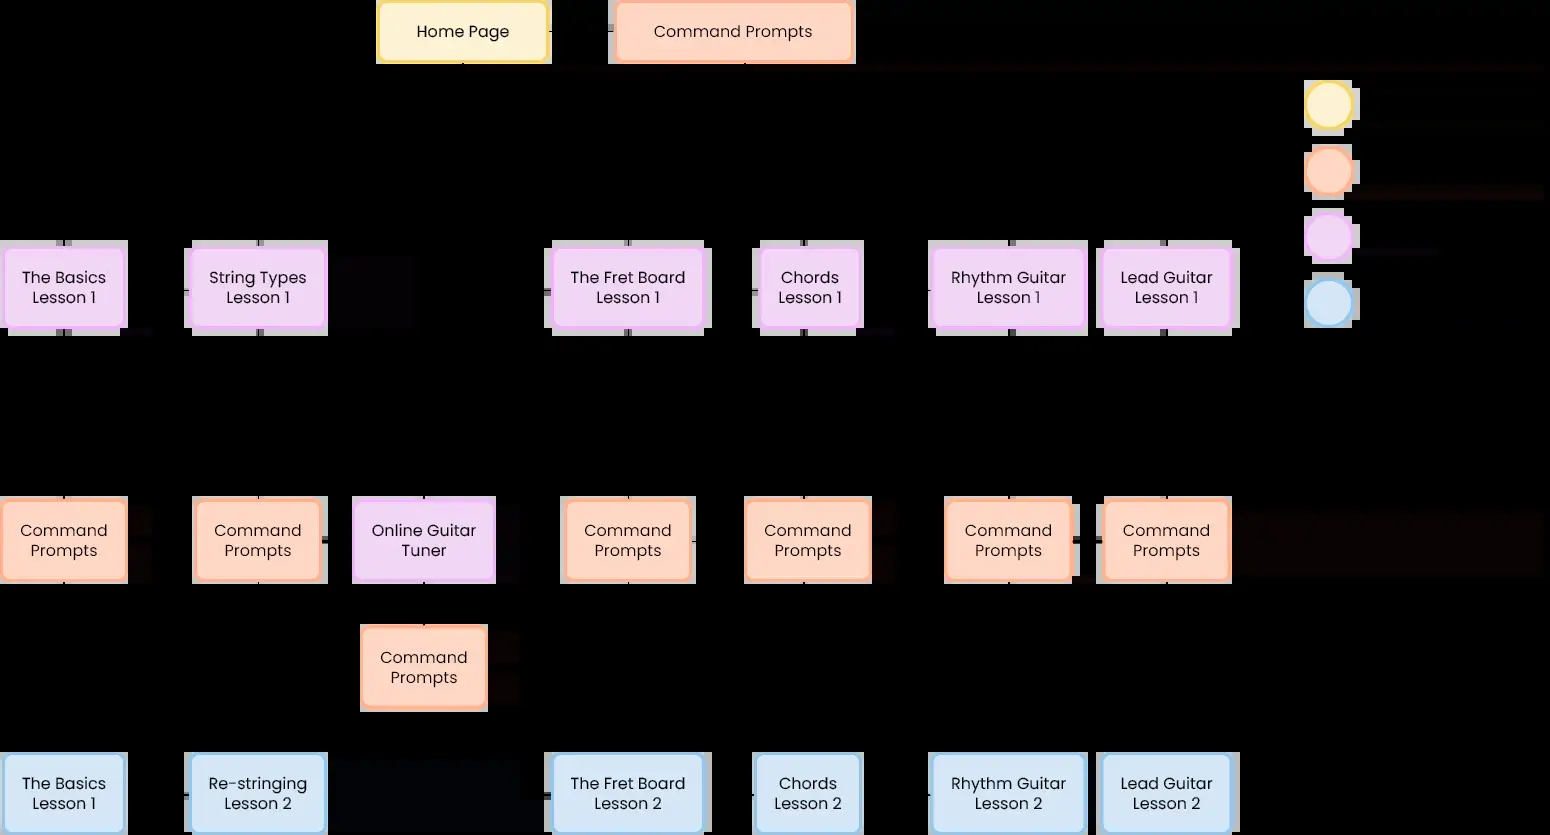 Home Page
Command Prompts
The Basics
Lesson 1
String Types
Lesson 1
The Fret Board
Lesson 1
Chords
Lesson 1
Rhythm Guitar
Lesson 1
Lead Guitar
Lesson 1
Command
Prompts
Command
Prompts
Online Guitar
Tuner
Command
Prompts
Command
Prompts
Command
Prompts
Command
Prompts
Command
Prompts
The Basics
Lesson 1
Re-stringing
Lesson 2
The Fret Board
Lesson 2
Chords
Lesson 2
Rhythm Guitar
Lesson 2
Lead Guitar
Lesson 2